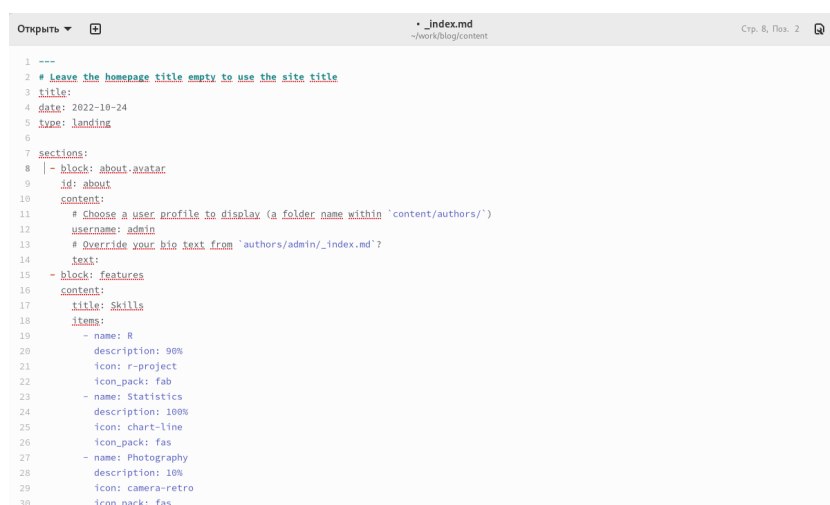 Открыть
• _index.md
~/work/blog/content
Стр. 8, Поз. 2
1 ---
2 # Leave the homepage title empty to use the site title
3 title:
4 date: 2022-10-24
5 type: landing
6
7 sections:
8   - block: about.avatar
9     id: about
10     content:
11       # Choose a user profile to display (a folder name within `content/authors/`)
12       username: admin
13       # Override your bio text from `authors/admin/_index.md`?
14       text:
15   - block: features
16     content:
17       title: Skills
18       items:
19         - name: R
20           description: 90%
21           icon: r-project
22           icon_pack: fab
23         - name: Statistics
24           description: 100%
25           icon: chart-line
26           icon_pack: fas
27         - name: Photography
28           description: 10%
29           icon: camera-retro
30           icon_pack: fas